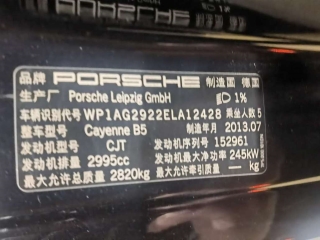 品牌 PORSCHE 制造国 德国
生产厂 Porsche Leipzig GmbH 1%
车辆识别代号 WP1AG2922ELA12428 乘坐人数 5
整车型号 Cayenne B5 制造年月 2013.07
发动机型号 CJT 发动机序列号 152961
发动机排量 2995cc 发动机最大净功率 245kW
最大允许总质量 2820kg 最大允许牵引质量 — kg